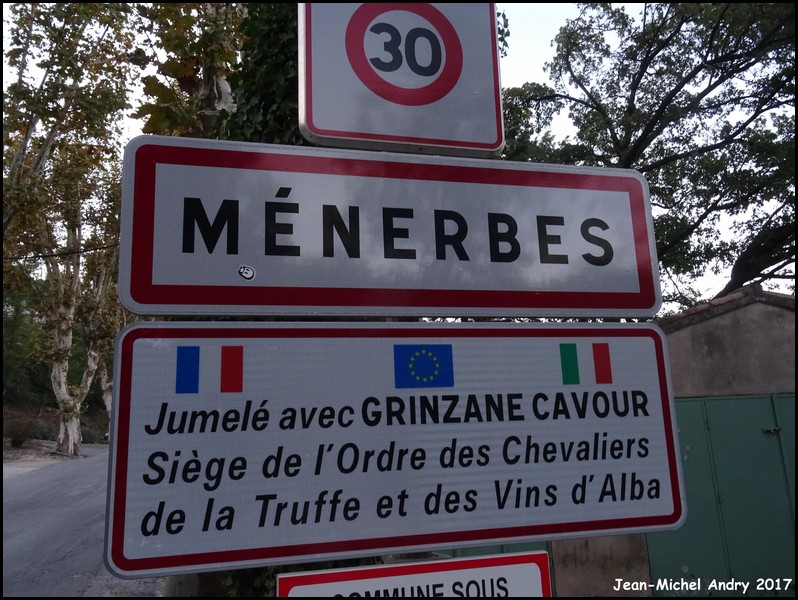 30
MÉNERBES
Jumelé avec GRINZANE CAVOUR
Siège de l'Ordre des Chevaliers
de la Truffe et des Vins d'Alba
COMMUNE SOUS
Jean-Michel Andry 2017